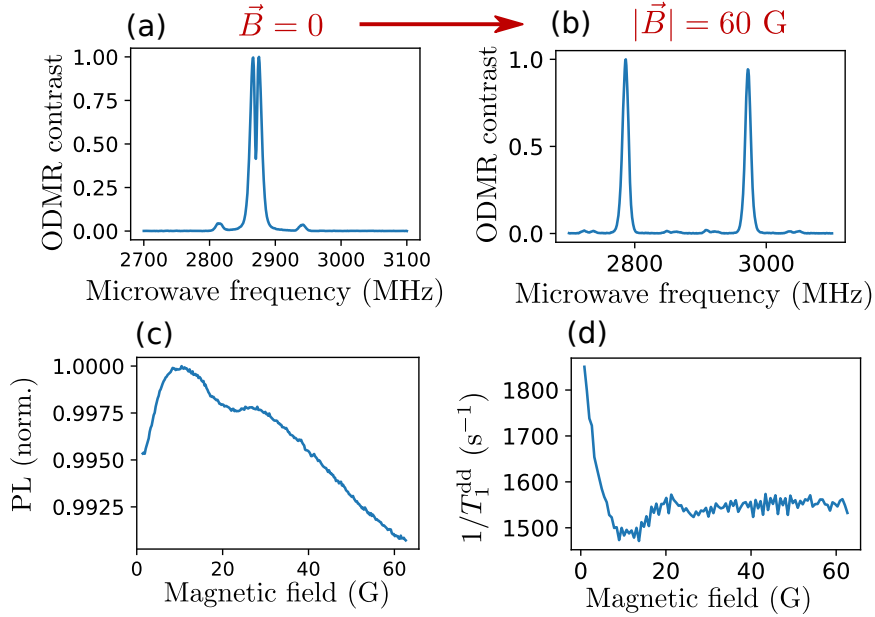 (a) B⃗ = 0 (b) |B⃗| = 60 G
ODMR contrast
1.00
0.75
0.50
0.25
0.00
2700 2800 2900 3000 3100
Microwave frequency (MHz)
ODMR contrast
1.0
0.5
0.0
2800 3000
Microwave frequency (MHz)
(c)
PL (norm.)
1.0000
0.9975
0.9950
0.9925
0 20 40 60
Magnetic field (G)
(d)
1/T₁ᵈᵈ (s⁻¹)
1800
1700
1600
1500
0 20 40 60
Magnetic field (G)